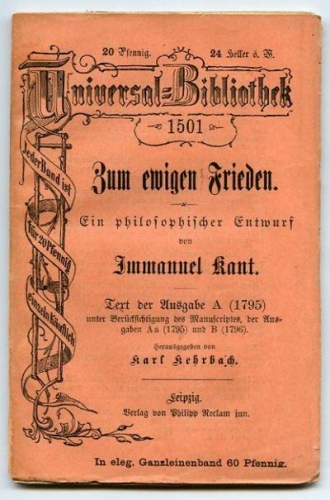 20 Pfennig. 24 Heller ö. W.
Universal-Bibliothek
1501
Jeder Band ist
für 20 Pfennig
einzeln käuflich
Zum ewigen Frieden.
Ein philosophischer Entwurf
von
Immanuel Kant.
Text der Ausgabe A (1795)
unter Berücksichtigung des Manuscriptes, der Aus-
gaben Aa (1795) und B (1796).
Herausgegeben von
Karl Kehrbach.
Leipzig.
Verlag von Philipp Reclam jun.
In eleg. Ganzleinenband 60 Pfennig.